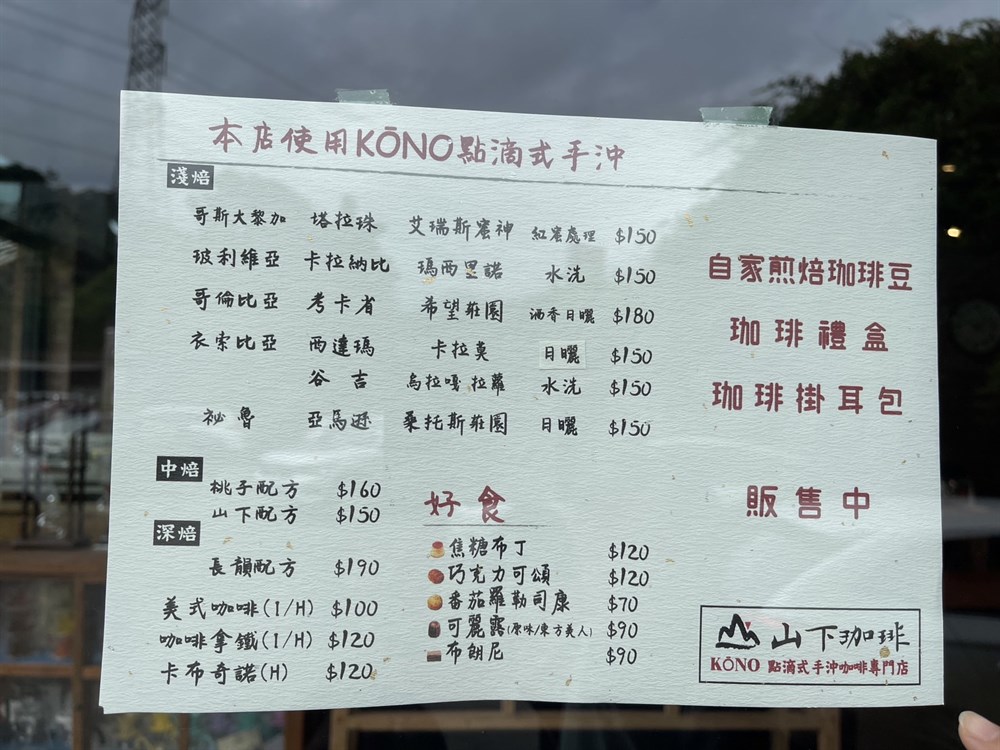 本店使用KŌNO點滴式手沖
淺焙
哥斯大黎加 塔拉珠 艾瑞斯蜜神 紅蜜處理 $150
玻利維亞 卡拉納比 瑪西里諾 水洗 $150
哥倫比亞 考卡省 希望莊園 酒香日曬 $180
衣索比亞 西達瑪 卡拉莫 日曬 $150
谷吉 烏拉嘎拉蘿 水洗 $150
祕魯 亞馬遜 桑托斯莊園 日曬 $150
中焙
桃子配方 $160
山下配方 $150
深焙
長韻配方 $190
美式咖啡(I/H) $100
咖啡拿鐵(I/H) $120
卡布奇諾(H) $120
好食
焦糖布丁 $120
巧克力可頌 $120
番茄羅勒司康 $70
可麗露(原味/東方美人) $90
布朗尼 $90
自家煎焙珈琲豆
珈琲禮盒
珈琲掛耳包
販售中
山下珈琲
KŌNO 點滴式手沖咖啡專門店